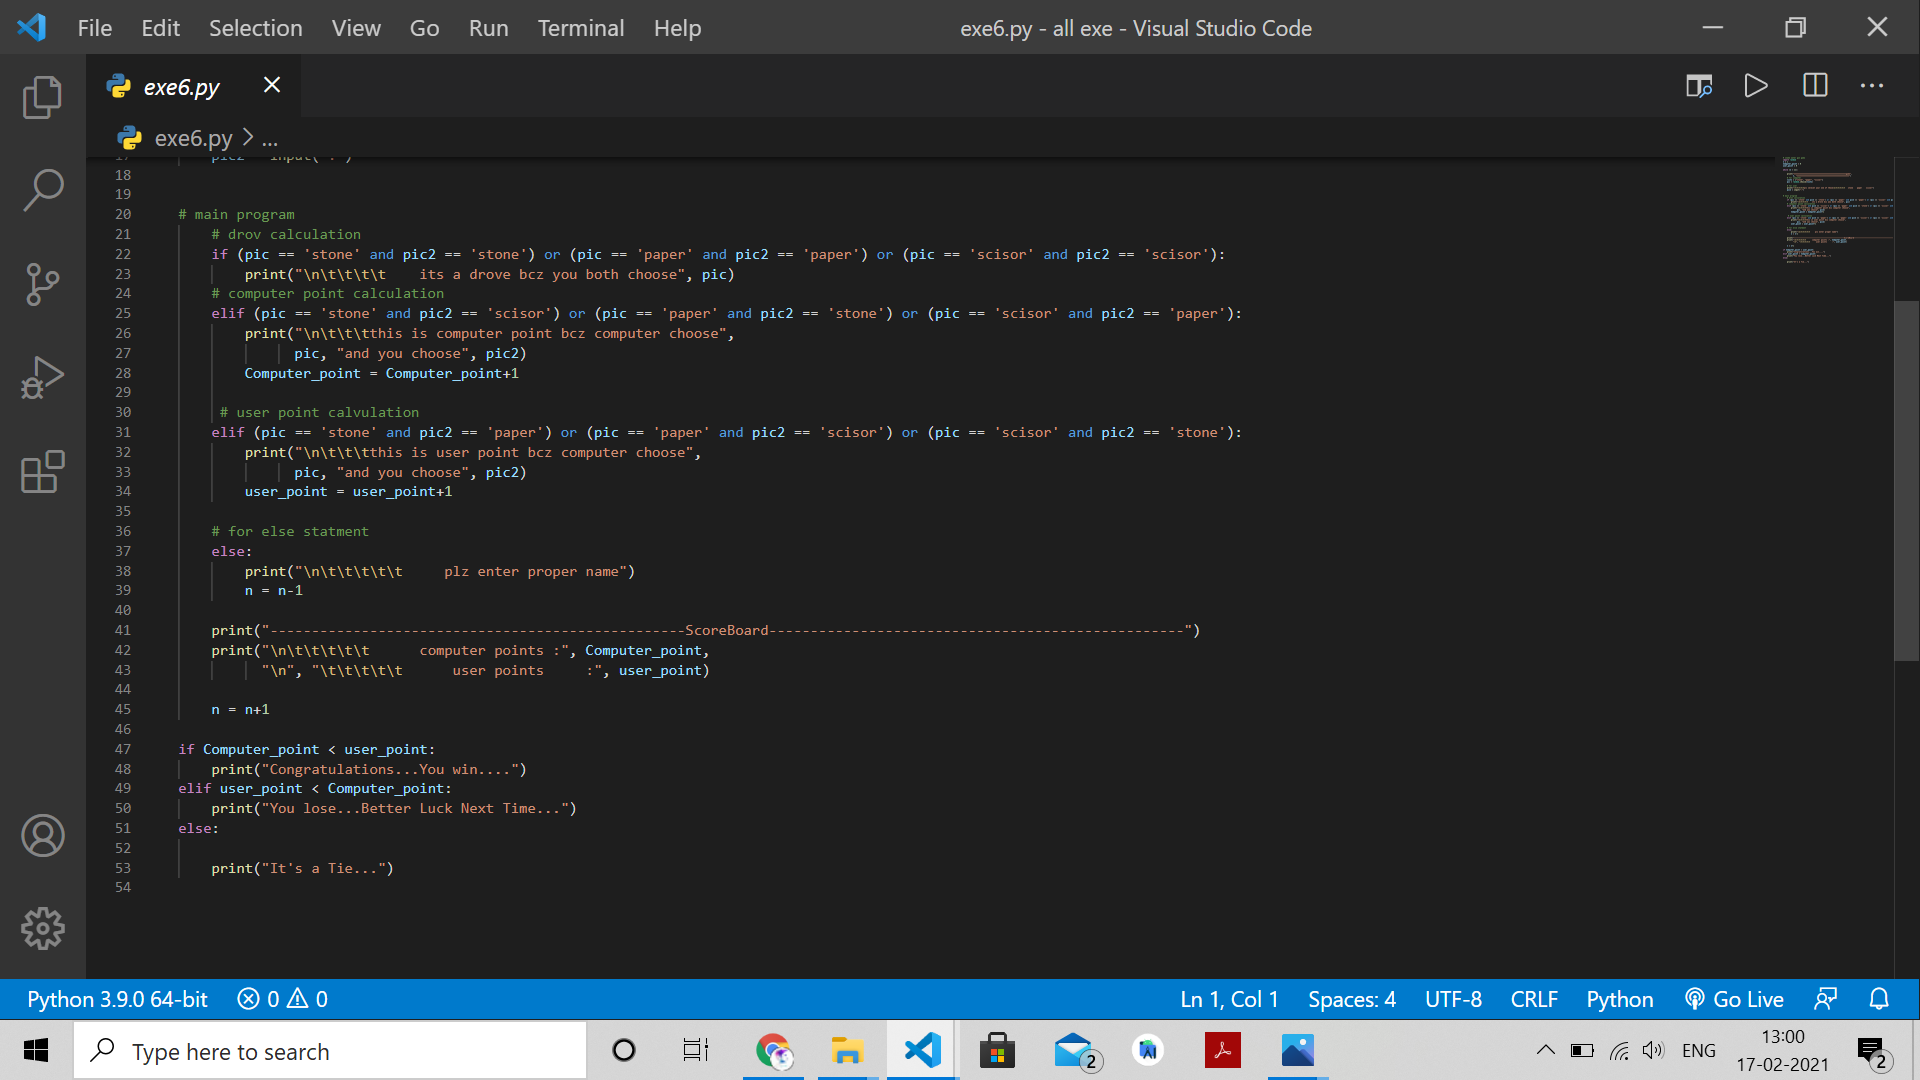 File Edit Selection View Go Run Terminal Help exe6.py - all exe - Visual Studio Code
exe6.py
exe6.py > ...
18
19
20 # main program
21 # drov calculation
22 if (pic == 'stone' and pic2 == 'stone') or (pic == 'paper' and pic2 == 'paper') or (pic == 'scisor' and pic2 == 'scisor'):
23 print("\n\t\t\t\t    its a drove bcz you both choose", pic)
24 # computer point calculation
25 elif (pic == 'stone' and pic2 == 'scisor') or (pic == 'paper' and pic2 == 'stone') or (pic == 'scisor' and pic2 == 'paper'):
26 print("\n\t\t\tthis is computer point bcz computer choose",
27 pic, "and you choose", pic2)
28 Computer_point = Computer_point+1
29
30 # user point calvulation
31 elif (pic == 'stone' and pic2 == 'paper') or (pic == 'paper' and pic2 == 'scisor') or (pic == 'scisor' and pic2 == 'stone'):
32 print("\n\t\t\tthis is user point bcz computer choose",
33 pic, "and you choose", pic2)
34 user_point = user_point+1
35
36 # for else statment
37 else:
38 print("\n\t\t\t\t\t     plz enter proper name")
39 n = n-1
40
41 print("--------------------------------------------------ScoreBoard--------------------------------------------------")
42 print("\n\t\t\t\t\t      computer points :", Computer_point,
43 "\n", "\t\t\t\t\t      user points     :", user_point)
44
45 n = n+1
46
47 if Computer_point < user_point:
48 print("Congratulations...You win....")
49 elif user_point < Computer_point:
50 print("You lose...Better Luck Next Time...")
51 else:
52
53 print("It's a Tie...")
54
Python 3.9.0 64-bit 0 0 Ln 1, Col 1 Spaces: 4 UTF-8 CRLF Python Go Live
Type here to search 2 ENG 13:00 2
17-02-2021